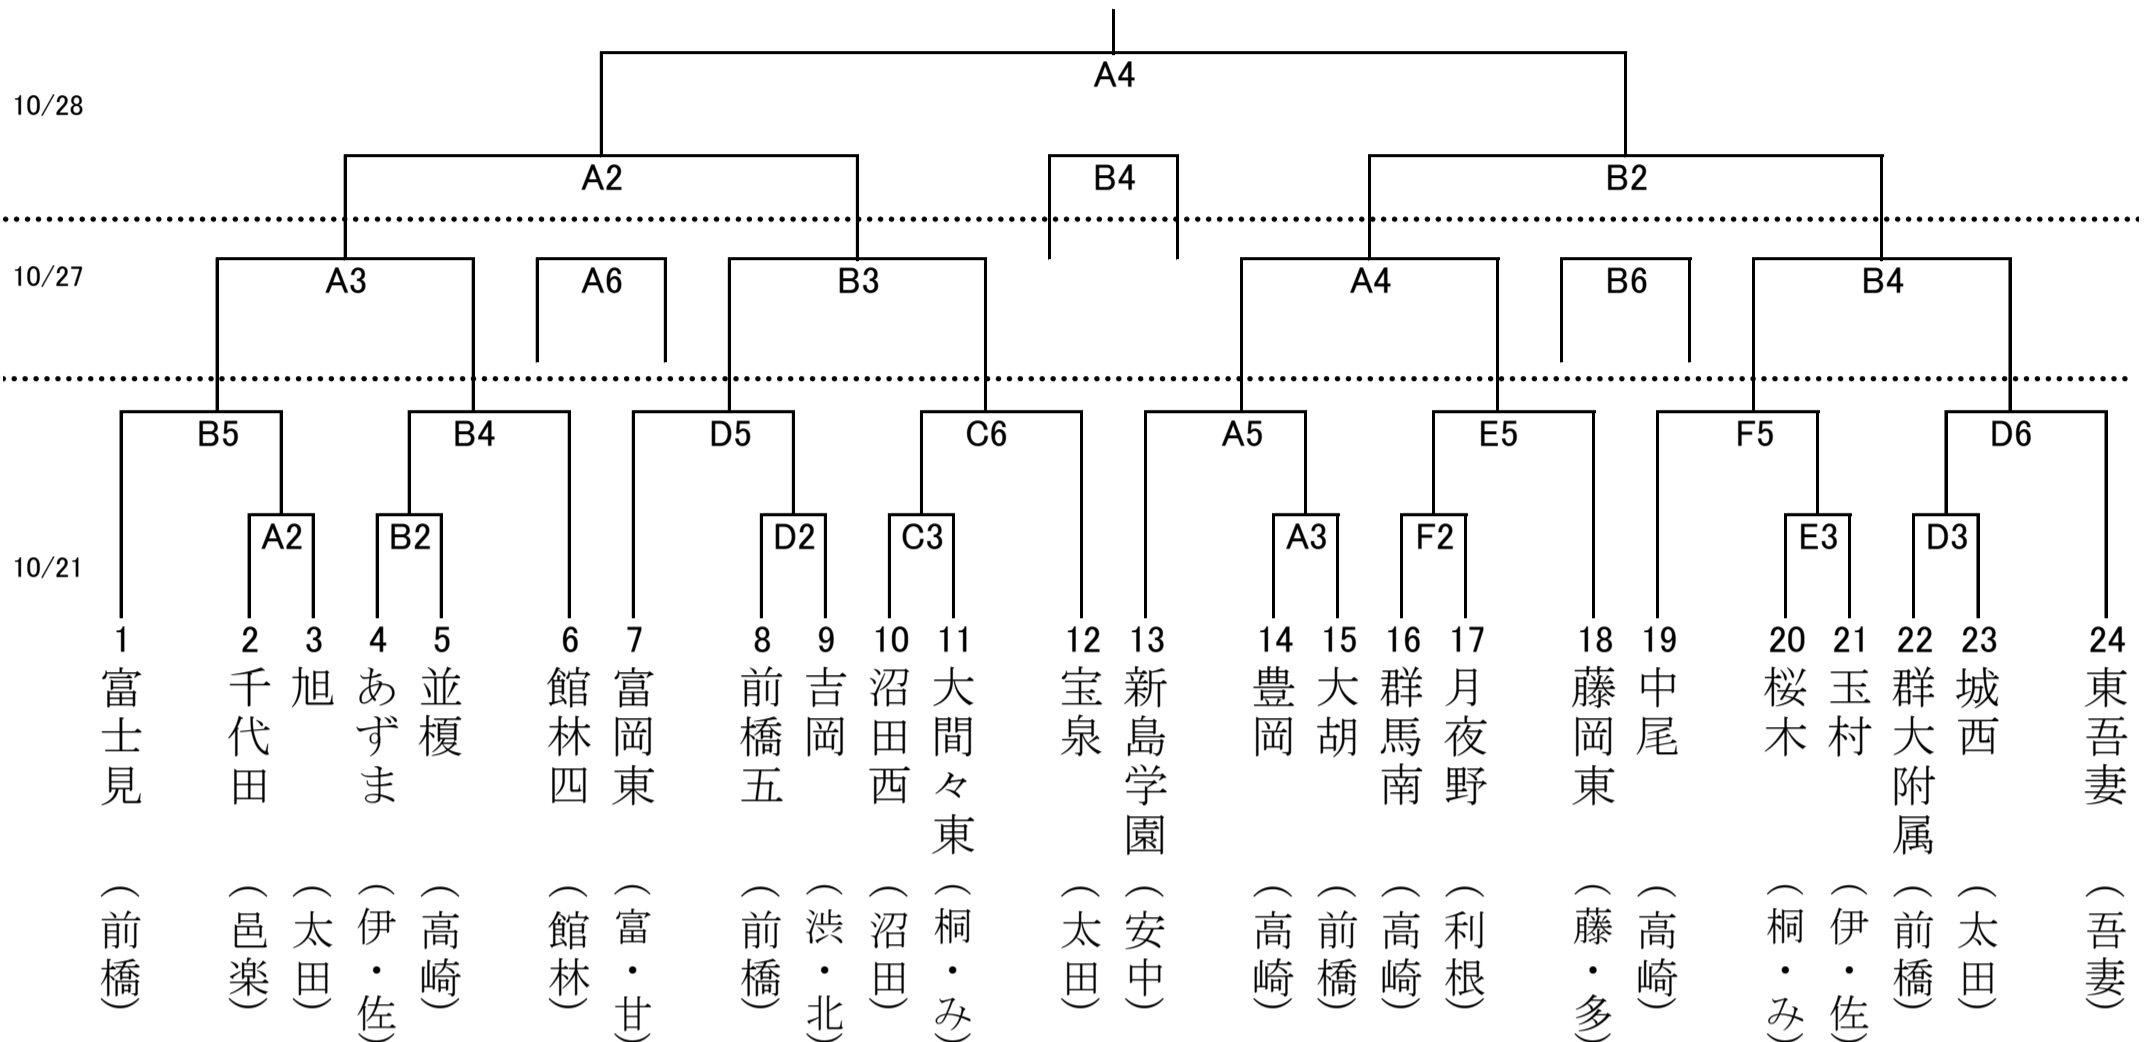 A4
10/28
A2
B4
B2
10/27
A3
A6
B3
A4
B6
B4
B5
B4
D5
C6
A5
E5
F5
D6
10/21
A2
B2
D2
C3
A3
F2
E3
D3
1 富士見 （前橋）
2 千代田 （邑楽）
3 旭 （太田）
4 あずま （伊・佐）
5 並榎 （高崎）
6 館林四 （館林）
7 富岡東 （富・甘）
8 前橋五 （前橋）
9 吉岡 （渋・北）
10 沼田西 （沼田）
11 大間々東 （桐・み）
12 宝泉 （太田）
13 新島学園 （安中）
14 豊岡 （高崎）
15 大胡 （前橋）
16 群馬南 （高崎）
17 月夜野 （利根）
18 藤岡東 （藤・多）
19 中尾 （高崎）
20 桜木 （桐・み）
21 玉村 （伊・佐）
22 群大附属 （前橋）
23 城西 （太田）
24 東吾妻 （吾妻）